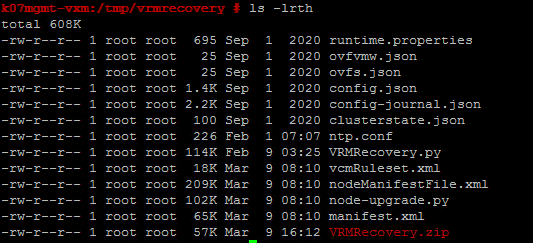 k07mgmt-vxm:/tmp/vrmrecovery # ls -lrth
total 608K
-rw-r--r-- 1 root root  695 Sep  1  2020 runtime.properties
-rw-r--r-- 1 root root   25 Sep  1  2020 ovfvmw.json
-rw-r--r-- 1 root root   25 Sep  1  2020 ovfs.json
-rw-r--r-- 1 root root 1.4K Sep  1  2020 config.json
-rw-r--r-- 1 root root 2.2K Sep  1  2020 config-journal.json
-rw-r--r-- 1 root root  100 Sep  1  2020 clusterstate.json
-rw-r--r-- 1 root root  226 Feb  1 07:07 ntp.conf
-rw-r--r-- 1 root root 114K Feb  9 03:25 VRMRecovery.py
-rw-r--r-- 1 root root  18K Mar  9 08:10 vcmRuleset.xml
-rw-r--r-- 1 root root 209K Mar  9 08:10 nodeManifestFile.xml
-rw-r--r-- 1 root root 102K Mar  9 08:10 node-upgrade.py
-rw-r--r-- 1 root root  65K Mar  9 08:10 manifest.xml
-rw-r--r-- 1 root root  57K Mar  9 16:12 VRMRecovery.zip